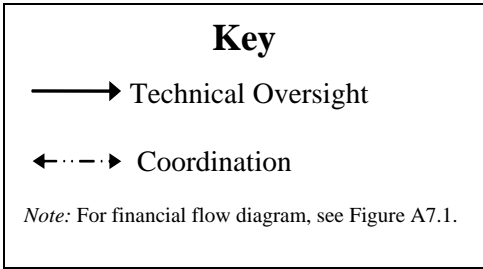 Key
Technical Oversight
Coordination
Note: For financial flow diagram, see Figure A7.1.